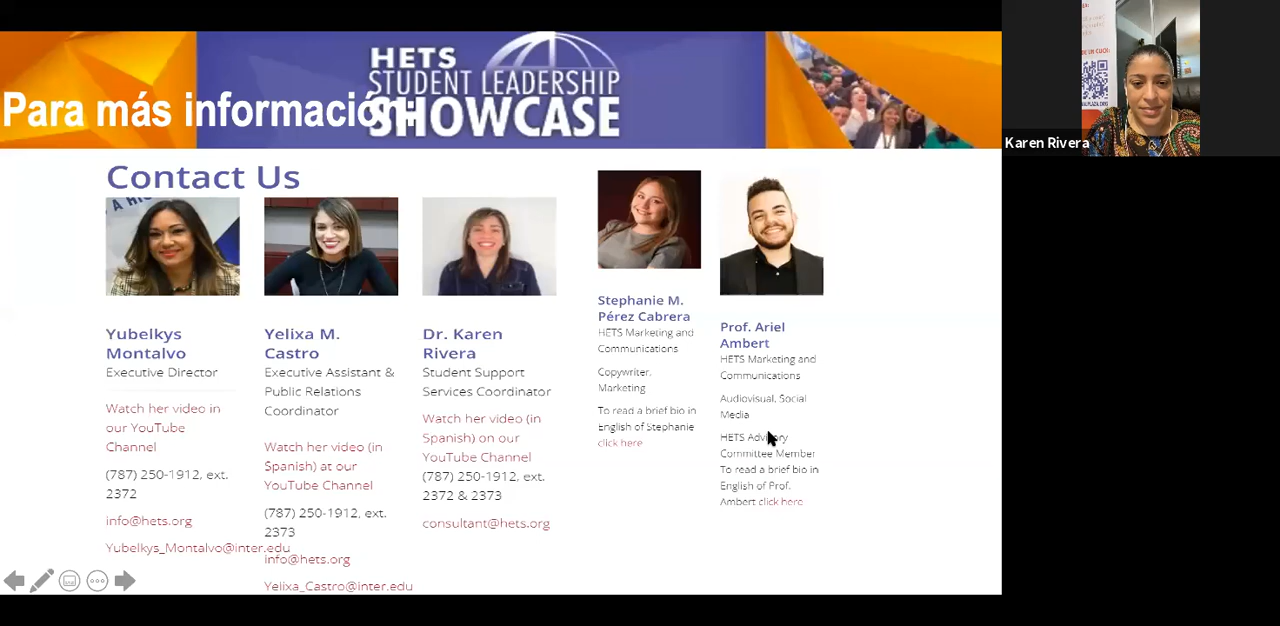 HETS
STUDENT LEADERSHIP
SHOWCASE
Para más información:
Contact Us
Yubelkys
Montalvo
Executive Director
Watch her video in
our YouTube
Channel
(787) 250-1912, ext.
2372
info@hets.org
Yubelkys_Montalvo@inter.edu
Yelixa M.
Castro
Executive Assistant &
Public Relations
Coordinator
Watch her video (in
Spanish) at our
YouTube Channel
(787) 250-1912, ext.
2373
info@hets.org
Yelixa_Castro@inter.edu
Dr. Karen
Rivera
Student Support
Services Coordinator
Watch her video (in
Spanish) on our
YouTube Channel
(787) 250-1912, ext.
2372 & 2373
consultant@hets.org
Stephanie M.
Pérez Cabrera
HETS Marketing and
Communications
Copywriter,
Marketing
To read a brief bio in
English of Stephanie
click here
Prof. Ariel
Ambert
HETS Marketing and
Communications
Audiovisual, Social
Media
HETS Advisory
Committee Member
To read a brief bio in
English of Prof.
Ambert click here
Karen Rivera